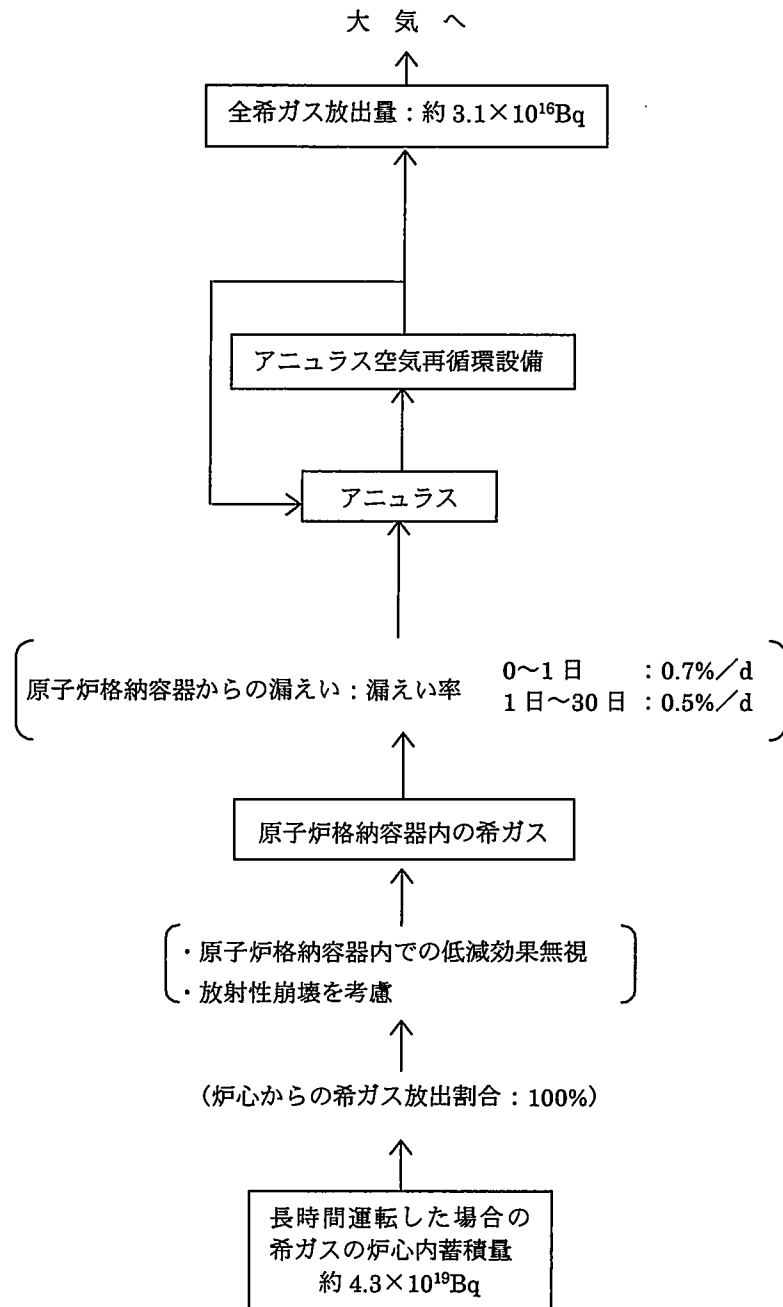 大気へ
全希ガス放出量：約 3.1×10¹⁶Bq
アニュラス空気再循環設備
アニュラス
原子炉格納容器からの漏えい：漏えい率
0～1日 ：0.7%／d
1日～30日 ：0.5%／d
原子炉格納容器内の希ガス
・原子炉格納容器内での低減効果無視
・放射性崩壊を考慮
（炉心からの希ガス放出割合：100%）
長時間運転した場合の
希ガスの炉心内蓄積量
約 4.3×10¹⁹Bq